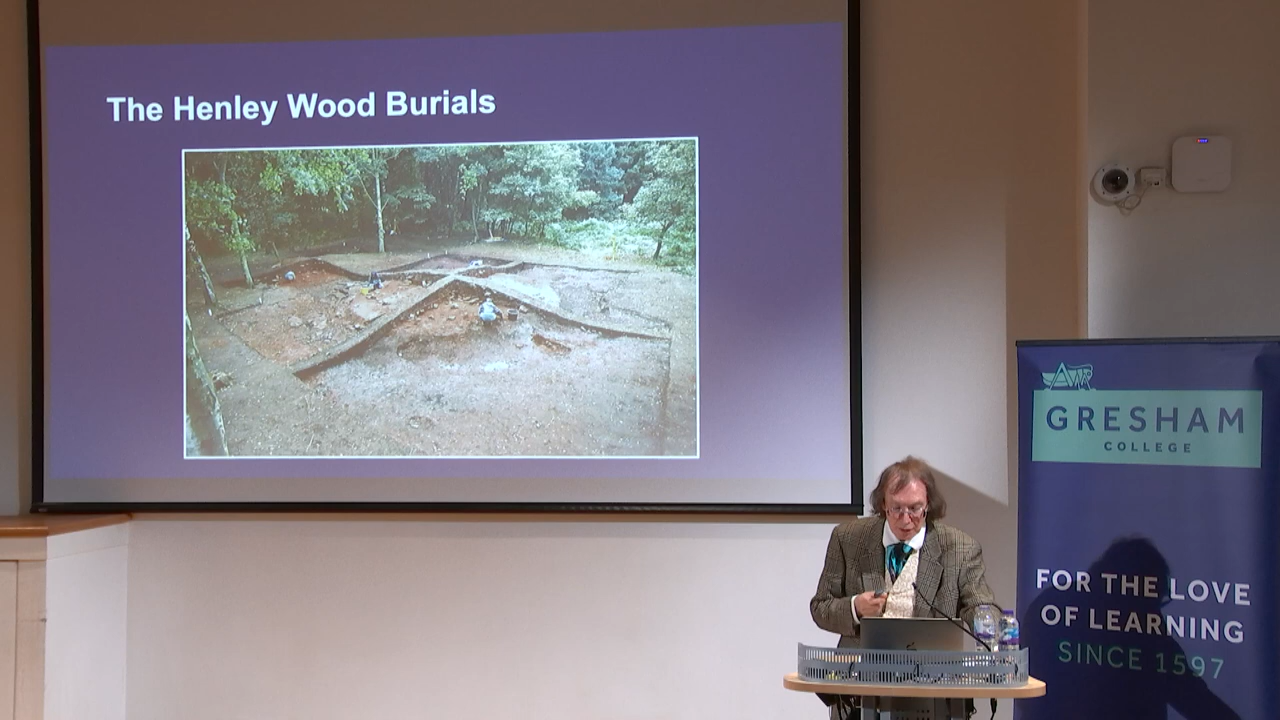 The Henley Wood Burials
GRESHAM
COLLEGE
FOR THE LOVE
OF LEARNING
SINCE 1597